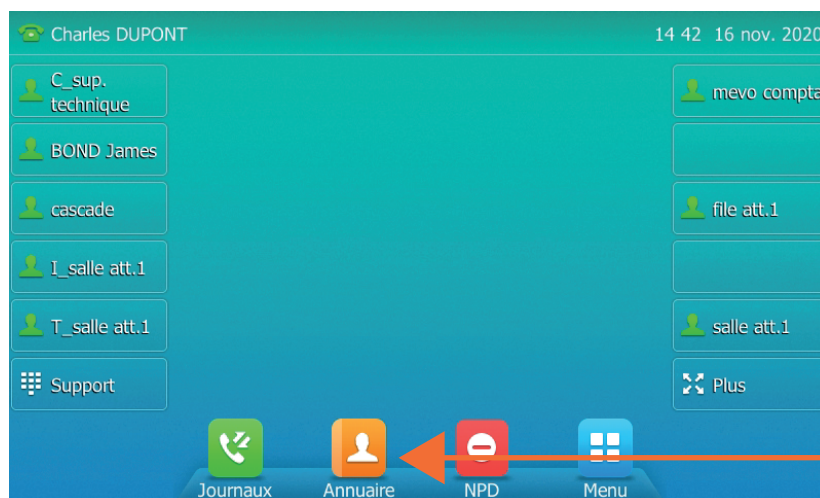 Charles DUPONT
14 42 16 nov. 2020
C_sup.
technique
mevo compta
BOND James
cascade
file att.1
I_salle att.1
T_salle att.1
salle att.1
Support
Plus
Journaux
Annuaire
NPD
Menu